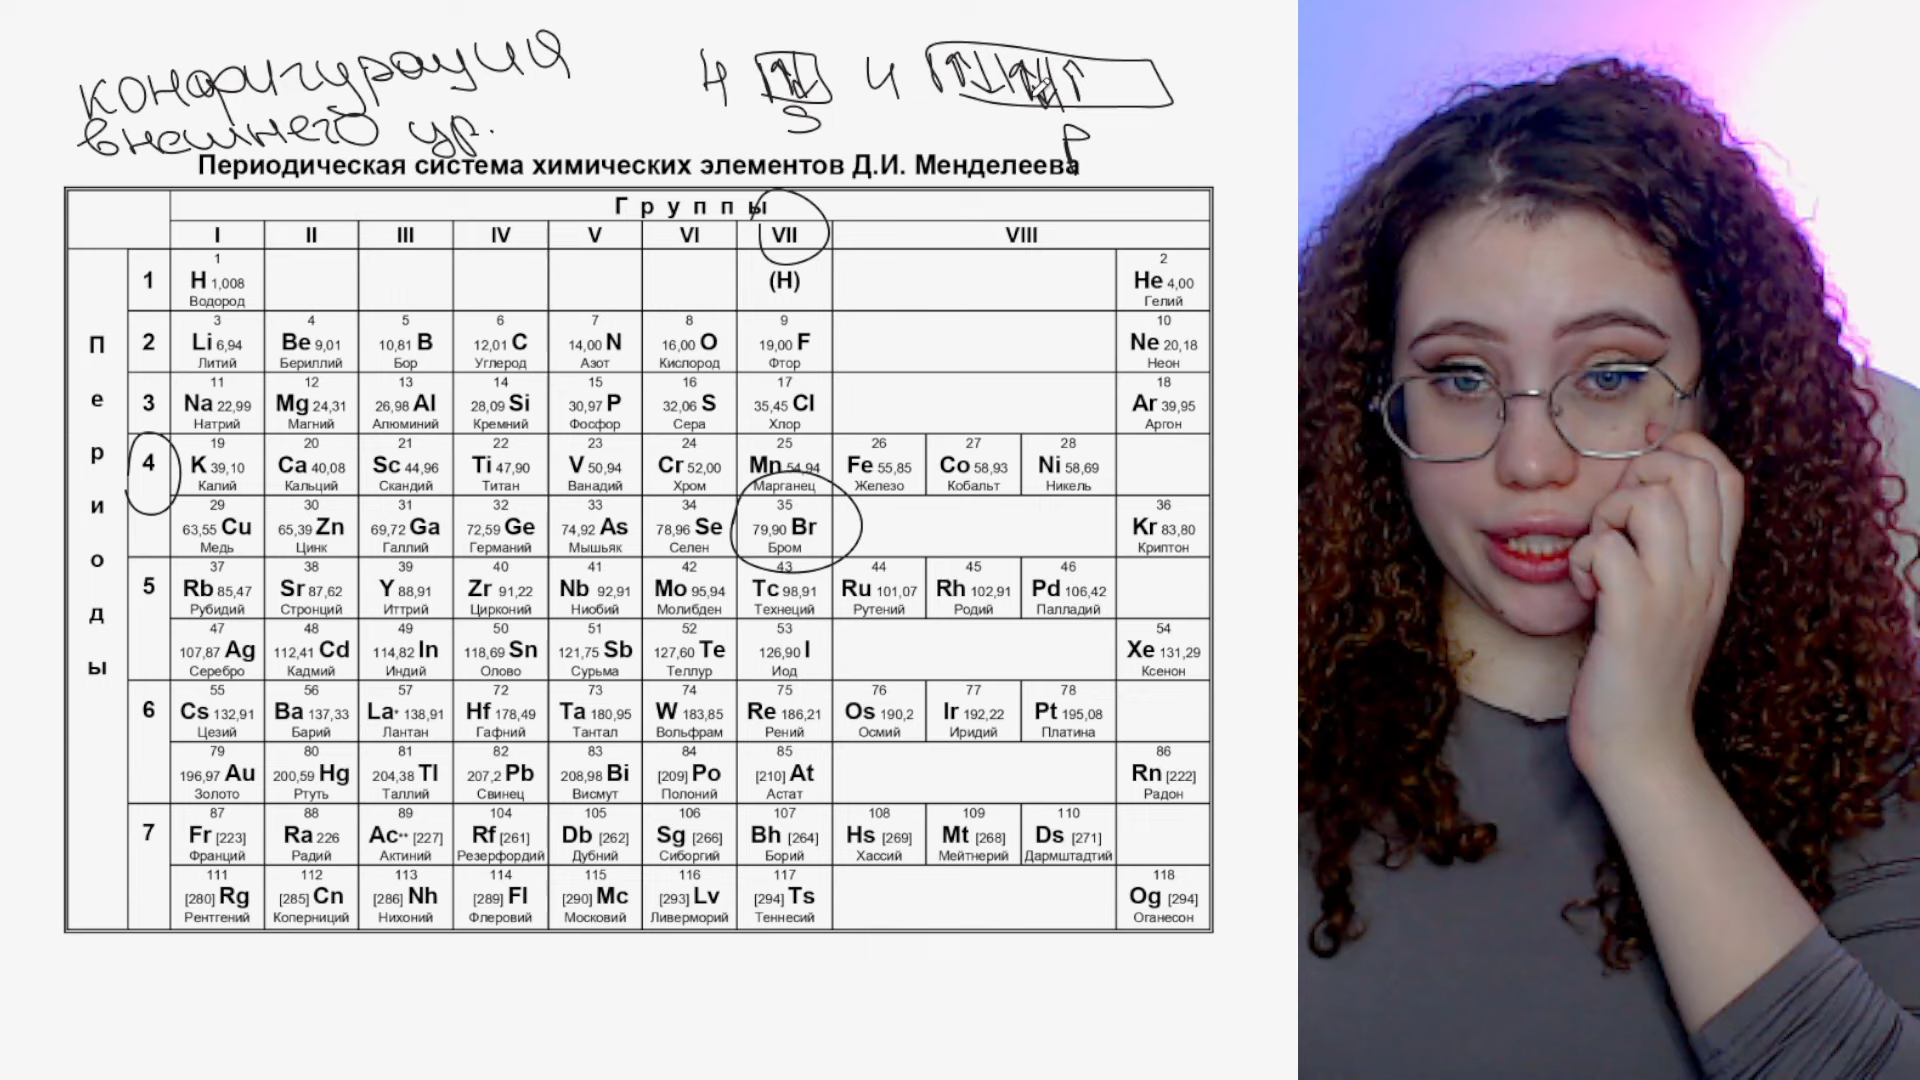 конфигурация
внешнего ур.
4 4
S
p
Периодическая система химических элементов Д.И. Менделеева
Группы
I II III IV V VI VII VIII
Периоды
1
1 2
H 1,008 (H) He 4,00
Водород Гелий
2
3 4 5 6 7 8 9 10
Li 6,94 Be 9,01 10,81 B 12,01 C 14,00 N 16,00 O 19,00 F Ne 20,18
Литий Бериллий Бор Углерод Азот Кислород Фтор Неон
3
11 12 13 14 15 16 17 18
Na 22,99 Mg 24,31 26,98 Al 28,09 Si 30,97 P 32,06 S 35,45 Cl Ar 39,95
Натрий Магний Алюминий Кремний Фосфор Сера Хлор Аргон
4
19 20 21 22 23 24 25 26 27 28
K 39,10 Ca 40,08 Sc 44,96 Ti 47,90 V 50,94 Cr 52,00 Mn 54,94 Fe 55,85 Co 58,93 Ni 58,69
Калий Кальций Скандий Титан Ванадий Хром Марганец Железо Кобальт Никель
29 30 31 32 33 34 35 36
63,55 Cu 65,39 Zn 69,72 Ga 72,59 Ge 74,92 As 78,96 Se 79,90 Br Kr 83,80
Медь Цинк Галлий Германий Мышьяк Селен Бром Криптон
5
37 38 39 40 41 42 43 44 45 46
Rb 85,47 Sr 87,62 Y 88,91 Zr 91,22 Nb 92,91 Mo 95,94 Tc 98,91 Ru 101,07 Rh 102,91 Pd 106,42
Рубидий Стронций Иттрий Цирконий Ниобий Молибден Технеций Рутений Родий Палладий
47 48 49 50 51 52 53 54
107,87 Ag 112,41 Cd 114,82 In 118,69 Sn 121,75 Sb 127,60 Te 126,90 I Xe 131,29
Серебро Кадмий Индий Олово Сурьма Теллур Иод Ксенон
6
55 56 57 72 73 74 75 76 77 78
Cs 132,91 Ba 137,33 La* 138,91 Hf 178,49 Ta 180,95 W 183,85 Re 186,21 Os 190,2 Ir 192,22 Pt 195,08
Цезий Барий Лантан Гафний Тантал Вольфрам Рений Осмий Иридий Платина
79 80 81 82 83 84 85 86
196,97 Au 200,59 Hg 204,38 Tl 207,2 Pb 208,98 Bi [209] Po [210] At Rn [222]
Золото Ртуть Таллий Свинец Висмут Полоний Астат Радон
7
87 88 89 104 105 106 107 108 109 110
Fr [223] Ra 226 Ac** [227] Rf [261] Db [262] Sg [266] Bh [264] Hs [269] Mt [268] Ds [271]
Франций Радий Актиний Резерфордий Дубний Сиборгий Борий Хассий Мейтнерий Дармштадтий
111 112 113 114 115 116 117 118
[280] Rg [285] Cn [286] Nh [289] Fl [290] Mc [293] Lv [294] Ts Og [294]
Рентгений Коперниций Нихоний Флеровий Московий Ливерморий Теннесий Оганесон